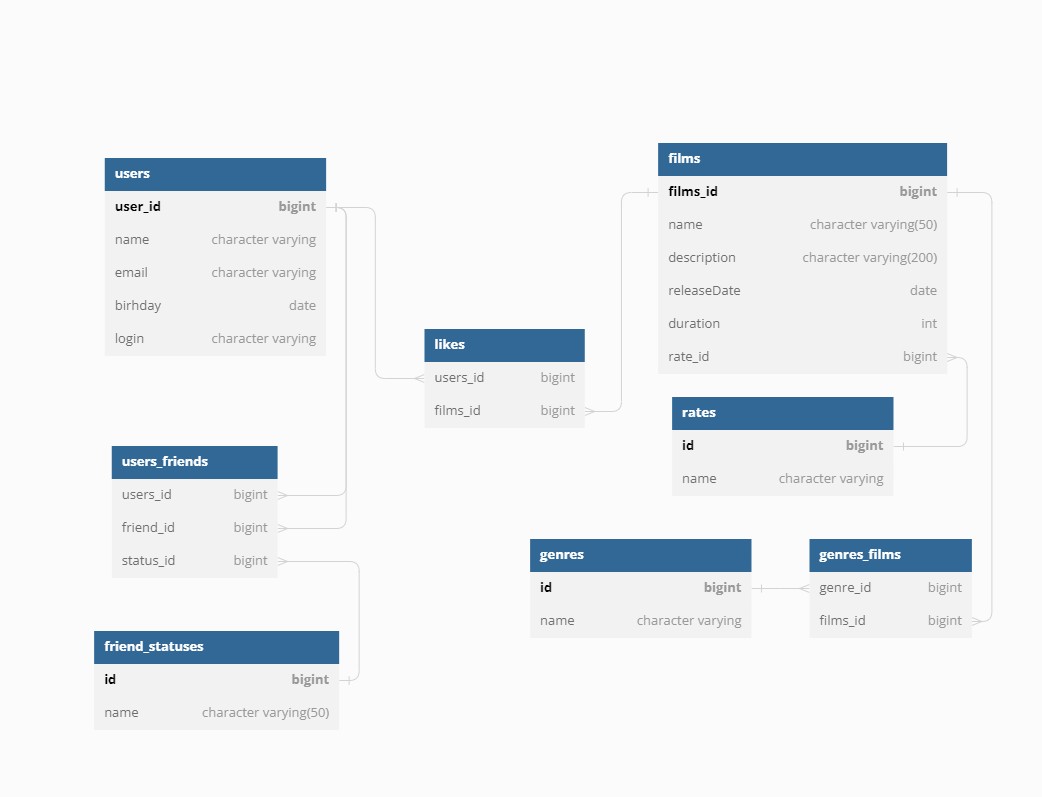 users
user_id bigint
name character varying
email character varying
birhday date
login character varying
films
films_id bigint
name character varying(50)
description character varying(200)
releaseDate date
duration int
rate_id bigint
likes
users_id bigint
films_id bigint
rates
id bigint
name character varying
users_friends
users_id bigint
friend_id bigint
status_id bigint
genres
id bigint
name character varying
genres_films
genre_id bigint
films_id bigint
friend_statuses
id bigint
name character varying(50)